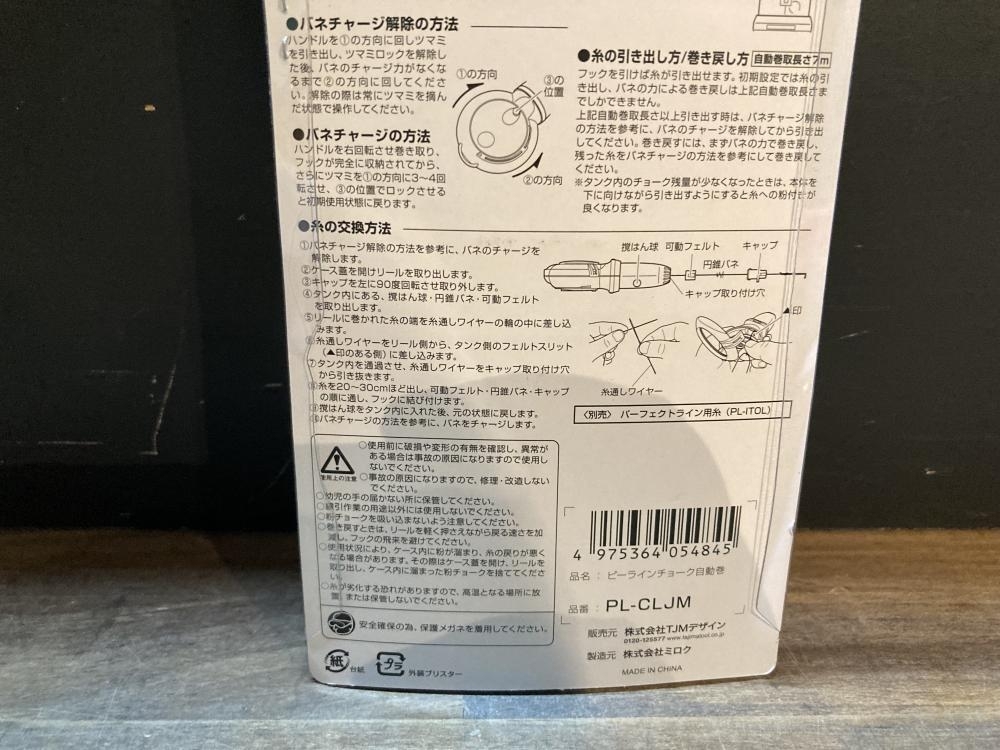 ●バネチャージ解除の方法
ハンドルを①の方向に回しツマミ
を引き出し、ツマミロックを解除し
た後、バネのチャージ力がなくな
るまで②の方向に回してくださ
い。解除の際は常にツマミを摘ん
だ状態で操作してください。
●バネチャージの方法
ハンドルを右回転させ巻き取り、
フックが完全に収納されてから、
さらにツマミを①の方向に3〜4回
転させ、③の位置でロックさせる
と初期使用状態に戻ります。
①の方向
③の
位置
②の方向
●糸の引き出し方/巻き戻し方 自動巻取長さ7m
フックを引けば糸が引き出せます。初期設定では糸の引
き出し、バネの力による巻き戻しは上記自動巻取長さま
でしかできません。
上記自動巻取長さ以上引き出す時は、バネチャージ解除
の方法を参考に、バネのチャージを解除してから引き出
してください。巻き戻すには、まずバネの力で巻き戻し、
残った糸をバネチャージの方法を参考にして巻き戻して
ください。
※タンク内のチョーク残量が少なくなったときは、本体を
下に向けながら引き出すようにすると糸への粉付きが
良くなります。
●糸の交換方法
①バネチャージ解除の方法を参考に、バネのチャージを
解除します。
②ケース蓋を開けリールを取り出します。
③キャップを左に90度回転させ取り外します。
④タンク内にある、撹はん球・円錐バネ・可動フェルト
を取り出します。
⑤リールに巻かれた糸の端を糸通しワイヤーの輪の中に差し込
みます。
⑥糸通しワイヤーをリール側から、タンク側のフェルトスリット
(▲印のある側)に差し込みます。
⑦タンク内を通過させ、糸通しワイヤーをキャップ取り付け穴
から引き抜きます。
⑧糸を20〜30cmほど出し、可動フェルト・円錐バネ・キャップ
の順に通し、フックに結び付けます。
⑨撹はん球をタンク内に入れた後、元の状態に戻します。
⑩バネチャージの方法を参考に、バネをチャージします。
撹はん球 可動フェルト キャップ
円錐バネ
キャップ取り付け穴
▲印
糸通しワイヤー
〈別売〉 パーフェクトライン用糸(PL-ITOL)
使用上の注意
○使用前に破損や変形の有無を確認し、異常が
ある場合は事故の原因になりますので使用し
ないでください。
○事故の原因になりますので、修理・改造しない
でください。
○幼児の手の届かない所に保管してください。
○線引作業の用途以外には使用しないでください。
○粉チョークを吸い込まないよう注意してください。
○巻き戻すときは、リールを軽く押さえながら戻る速さを加
減し、フックの飛来を避けてください。
○使用状況により、ケース内に粉が溜まり、糸の戻りが悪く
なる場合があります。その際はケース蓋を開け、リールを
取り出し、ケース内に溜まった粉チョークを捨ててくださ
い。
○糸が劣化する恐れがありますので、高温となる場所に放
置、または保管しないでください。
安全確保の為、保護メガネを着用してください。
紙 台紙
プラ 外装ブリスター
4 975364 054845
品名：ピーラインチョーク自動巻
品番：PL-CLJM
販売元 株式会社TJMデザイン
0120-125577 www.tajimatool.co.jp
製造元 株式会社ミロク
MADE IN CHINA